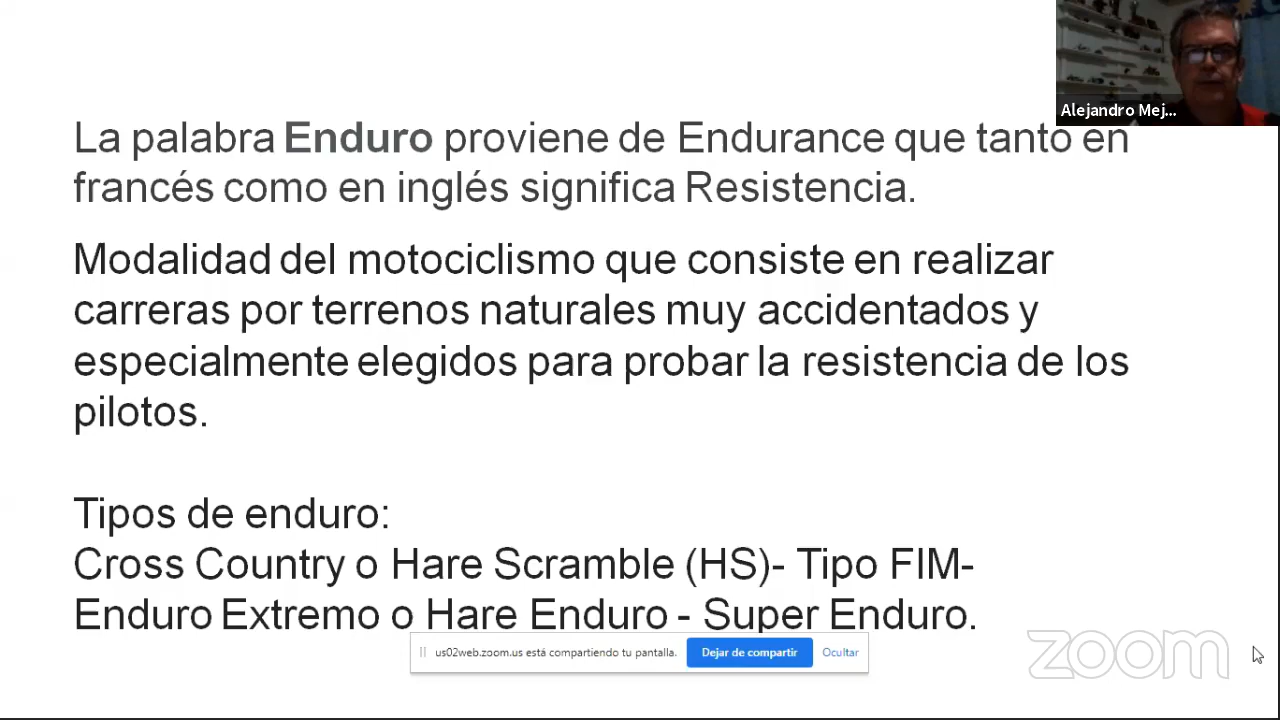 Alejandro Mej...
La palabra Enduro proviene de Endurance que tanto en
francés como en inglés significa Resistencia.
Modalidad del motociclismo que consiste en realizar
carreras por terrenos naturales muy accidentados y
especialmente elegidos para probar la resistencia de los
pilotos.
Tipos de enduro:
Cross Country o Hare Scramble (HS)- Tipo FIM-
Enduro Extremo o Hare Enduro - Super Enduro.
us02web.zoom.us está compartiendo tu pantalla. Dejar de compartir Ocultar
zoom